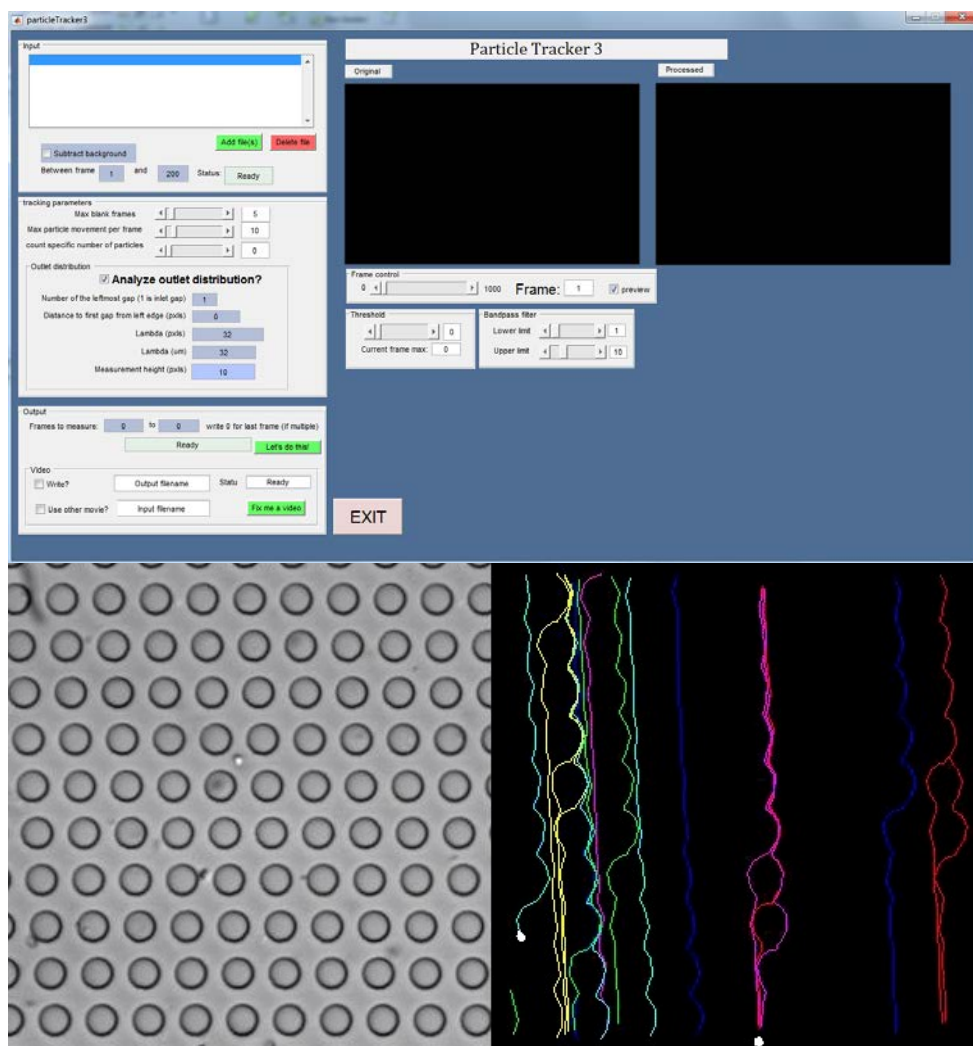 particleTracker3
Particle Tracker 3
Input
Add file(s)
Delete file
Subtract background
Between frame 1 and 200 Status: Ready
tracking parameters
Max blank frames 5
Max particle movement per frame 10
count specific number of particles 0
Outlet distribution
Analyze outlet distribution?
Number of the leftmost gap (1 is inlet gap) 1
Distance to first gap from left edge (pxls) 0
Lambda (pxls) 32
Lambda (um) 32
Measurement height (pxls) 10
Output
Frames to measure: 0 to 0 write 0 for last frame (if multiple)
Ready
Let's do this!
Video
Write? Output filename Statu Ready
Use other movie? Input filename Fix me a video
Original
Processed
Frame control
0 1000 Frame: 1 preview
Threshold
0
Current frame max: 0
Bandpass filter
Lower limit 1
Upper limit 10
EXIT